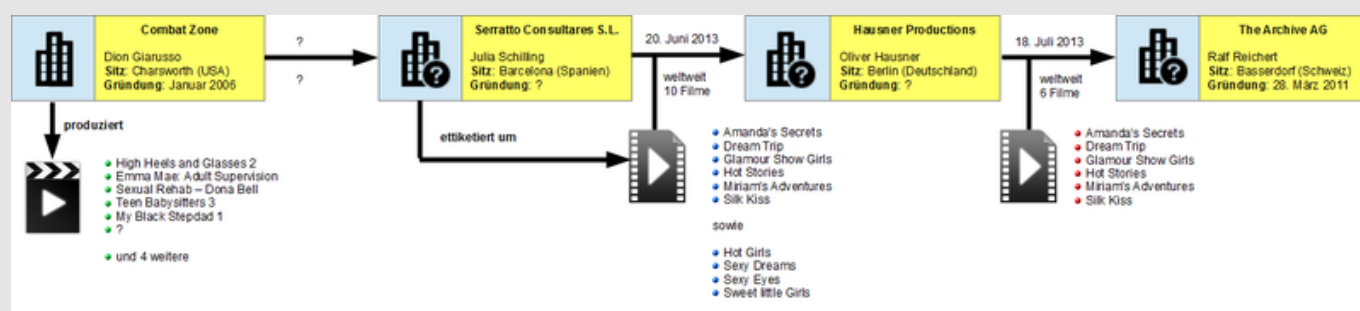 Combat Zone
Dion Giarusso
Sitz: Charsworth (USA)
Gründung: Januar 2006
?
?
Serratto Consultares S.L.
Julia Schilling
Sitz: Barcelona (Spanien)
Gründung: ?
20. Juni 2013
weltweit
10 Filme
Hausner Productions
Oliver Hausner
Sitz: Berlin (Deutschland)
Gründung: ?
18. Juli 2013
weltweit
6 Filme
The Archive AG
Ralf Reichert
Sitz: Basserdorf (Schweiz)
Gründung: 28. März 2011
produziert
High Heels and Glasses 2
Emma Mae: Adult Supervision
Sexual Rehab – Dona Bell
Teen Babysitters 3
My Black Stepdad 1
?
und 4 weitere
ettiketiert um
Amanda's Secrets
Dream Trip
Glamour Show Girls
Hot Stories
Miriam's Adventures
Silk Kiss
sowie
Hot Girls
Sexy Dreams
Sexy Eyes
Sweet little Girls
Amanda's Secrets
Dream Trip
Glamour Show Girls
Hot Stories
Miriam's Adventures
Silk Kiss